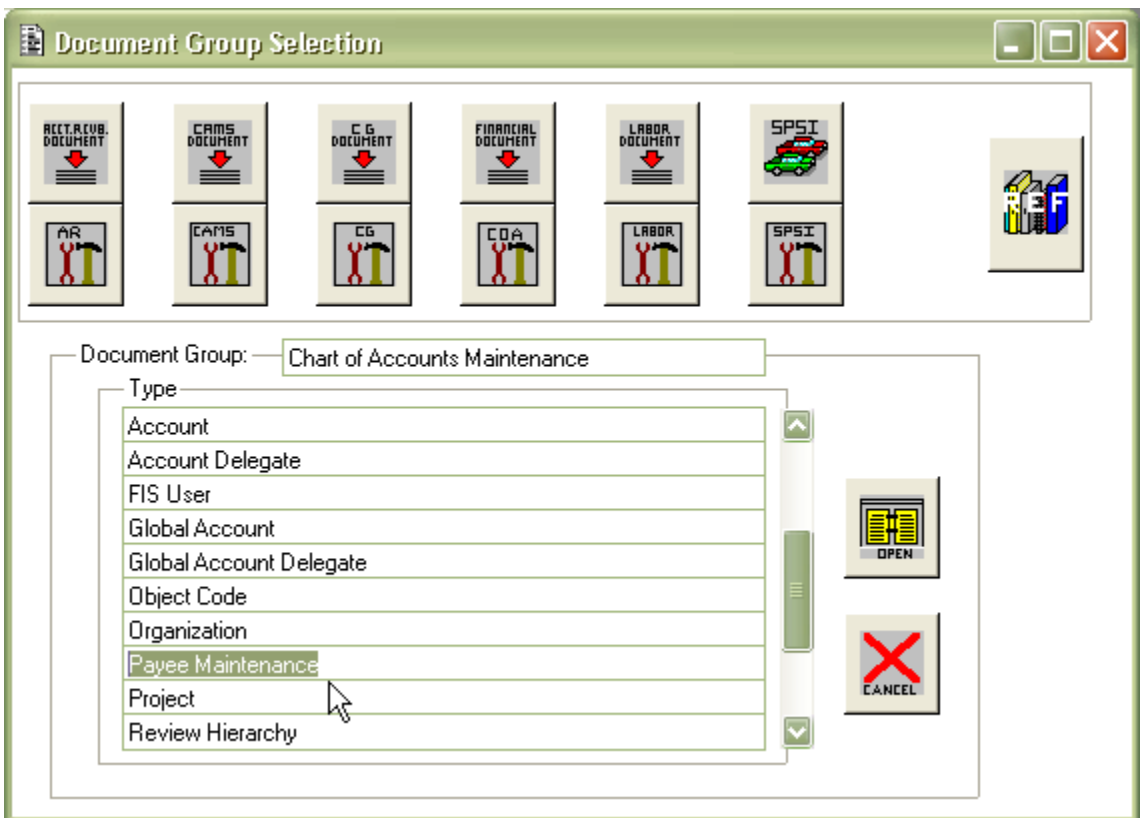 Document Group Selection
ACCT.RCVB.
DOCUMENT
CAMS
DOCUMENT
C G
DOCUMENT
FINANCIAL
DOCUMENT
LABOR
DOCUMENT
SPSI
REF
AR
CAMS
CG
COA
LABOR
SPSI
Document Group:
Chart of Accounts Maintenance
Type
Account
Account Delegate
FIS User
Global Account
Global Account Delegate
Object Code
Organization
Payee Maintenance
Project
Review Hierarchy
OPEN
CANCEL